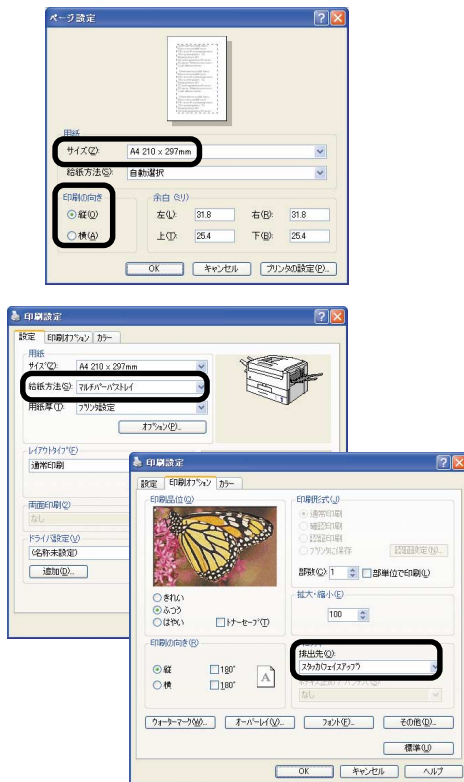 ページ設定
用紙
サイズ(Z): A4 210 x 297mm
給紙方法(S): 自動選択
印刷の向き
縦(O)
横(A)
余白 (ミリ)
左(L): 31.8 右(R): 31.8
上(T): 25.4 下(B): 25.4
OK キャンセル プリンタの設定(P)...
印刷設定
設定 印刷オプション カラー
用紙
サイズ(Z): A4 210 x 297mm
給紙方法(S): マルチパーパストレイ
用紙厚(T): プリンタ設定
オプション(P)...
レイアウトタイプ(E)
通常印刷
両面印刷(2)
なし
ドライバ設定(V)
(名称未設定)
追加(D)...
印刷設定
設定 印刷オプション カラー
印刷品位(Q)
きれい
ふつう
はやい トナーセーブ(T)
印刷の向き(R)
縦 180°
横 180°
A
印刷形式(J)
通常印刷
確認印刷
認証印刷
プリンタに保存 認証設定(N)...
部数(C): 1 部単位で印刷(L)
拡大・縮小(E)
100
排出先(O):
スタッカ(フェイスアップ)
なし
ウォーターマーク(W)... オーバーレイ(V)... フォント(F)... その他(D)...
標準(U)
OK キャンセル ヘルプ